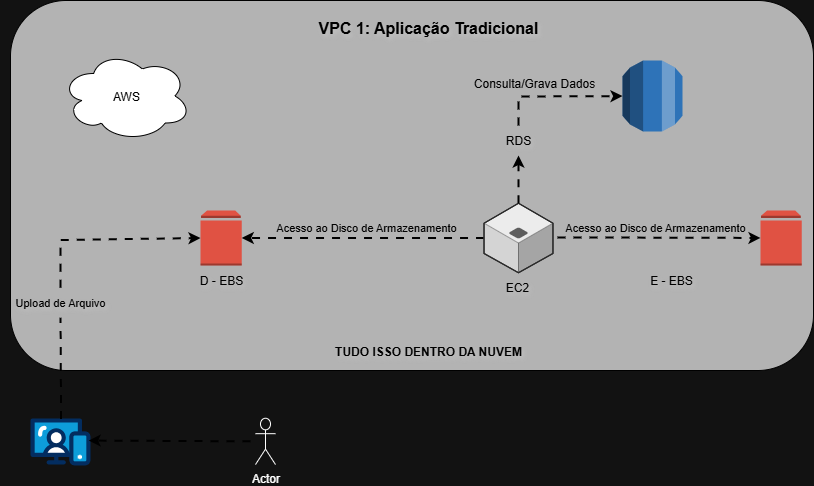 VPC 1: Aplicação Tradicional
AWS
Consulta/Grava Dados
RDS
Acesso ao Disco de Armazenamento
Acesso ao Disco de Armazenamento
D - EBS
EC2
E - EBS
Upload de Arquivo
TUDO ISSO DENTRO DA NUVEM
Actor